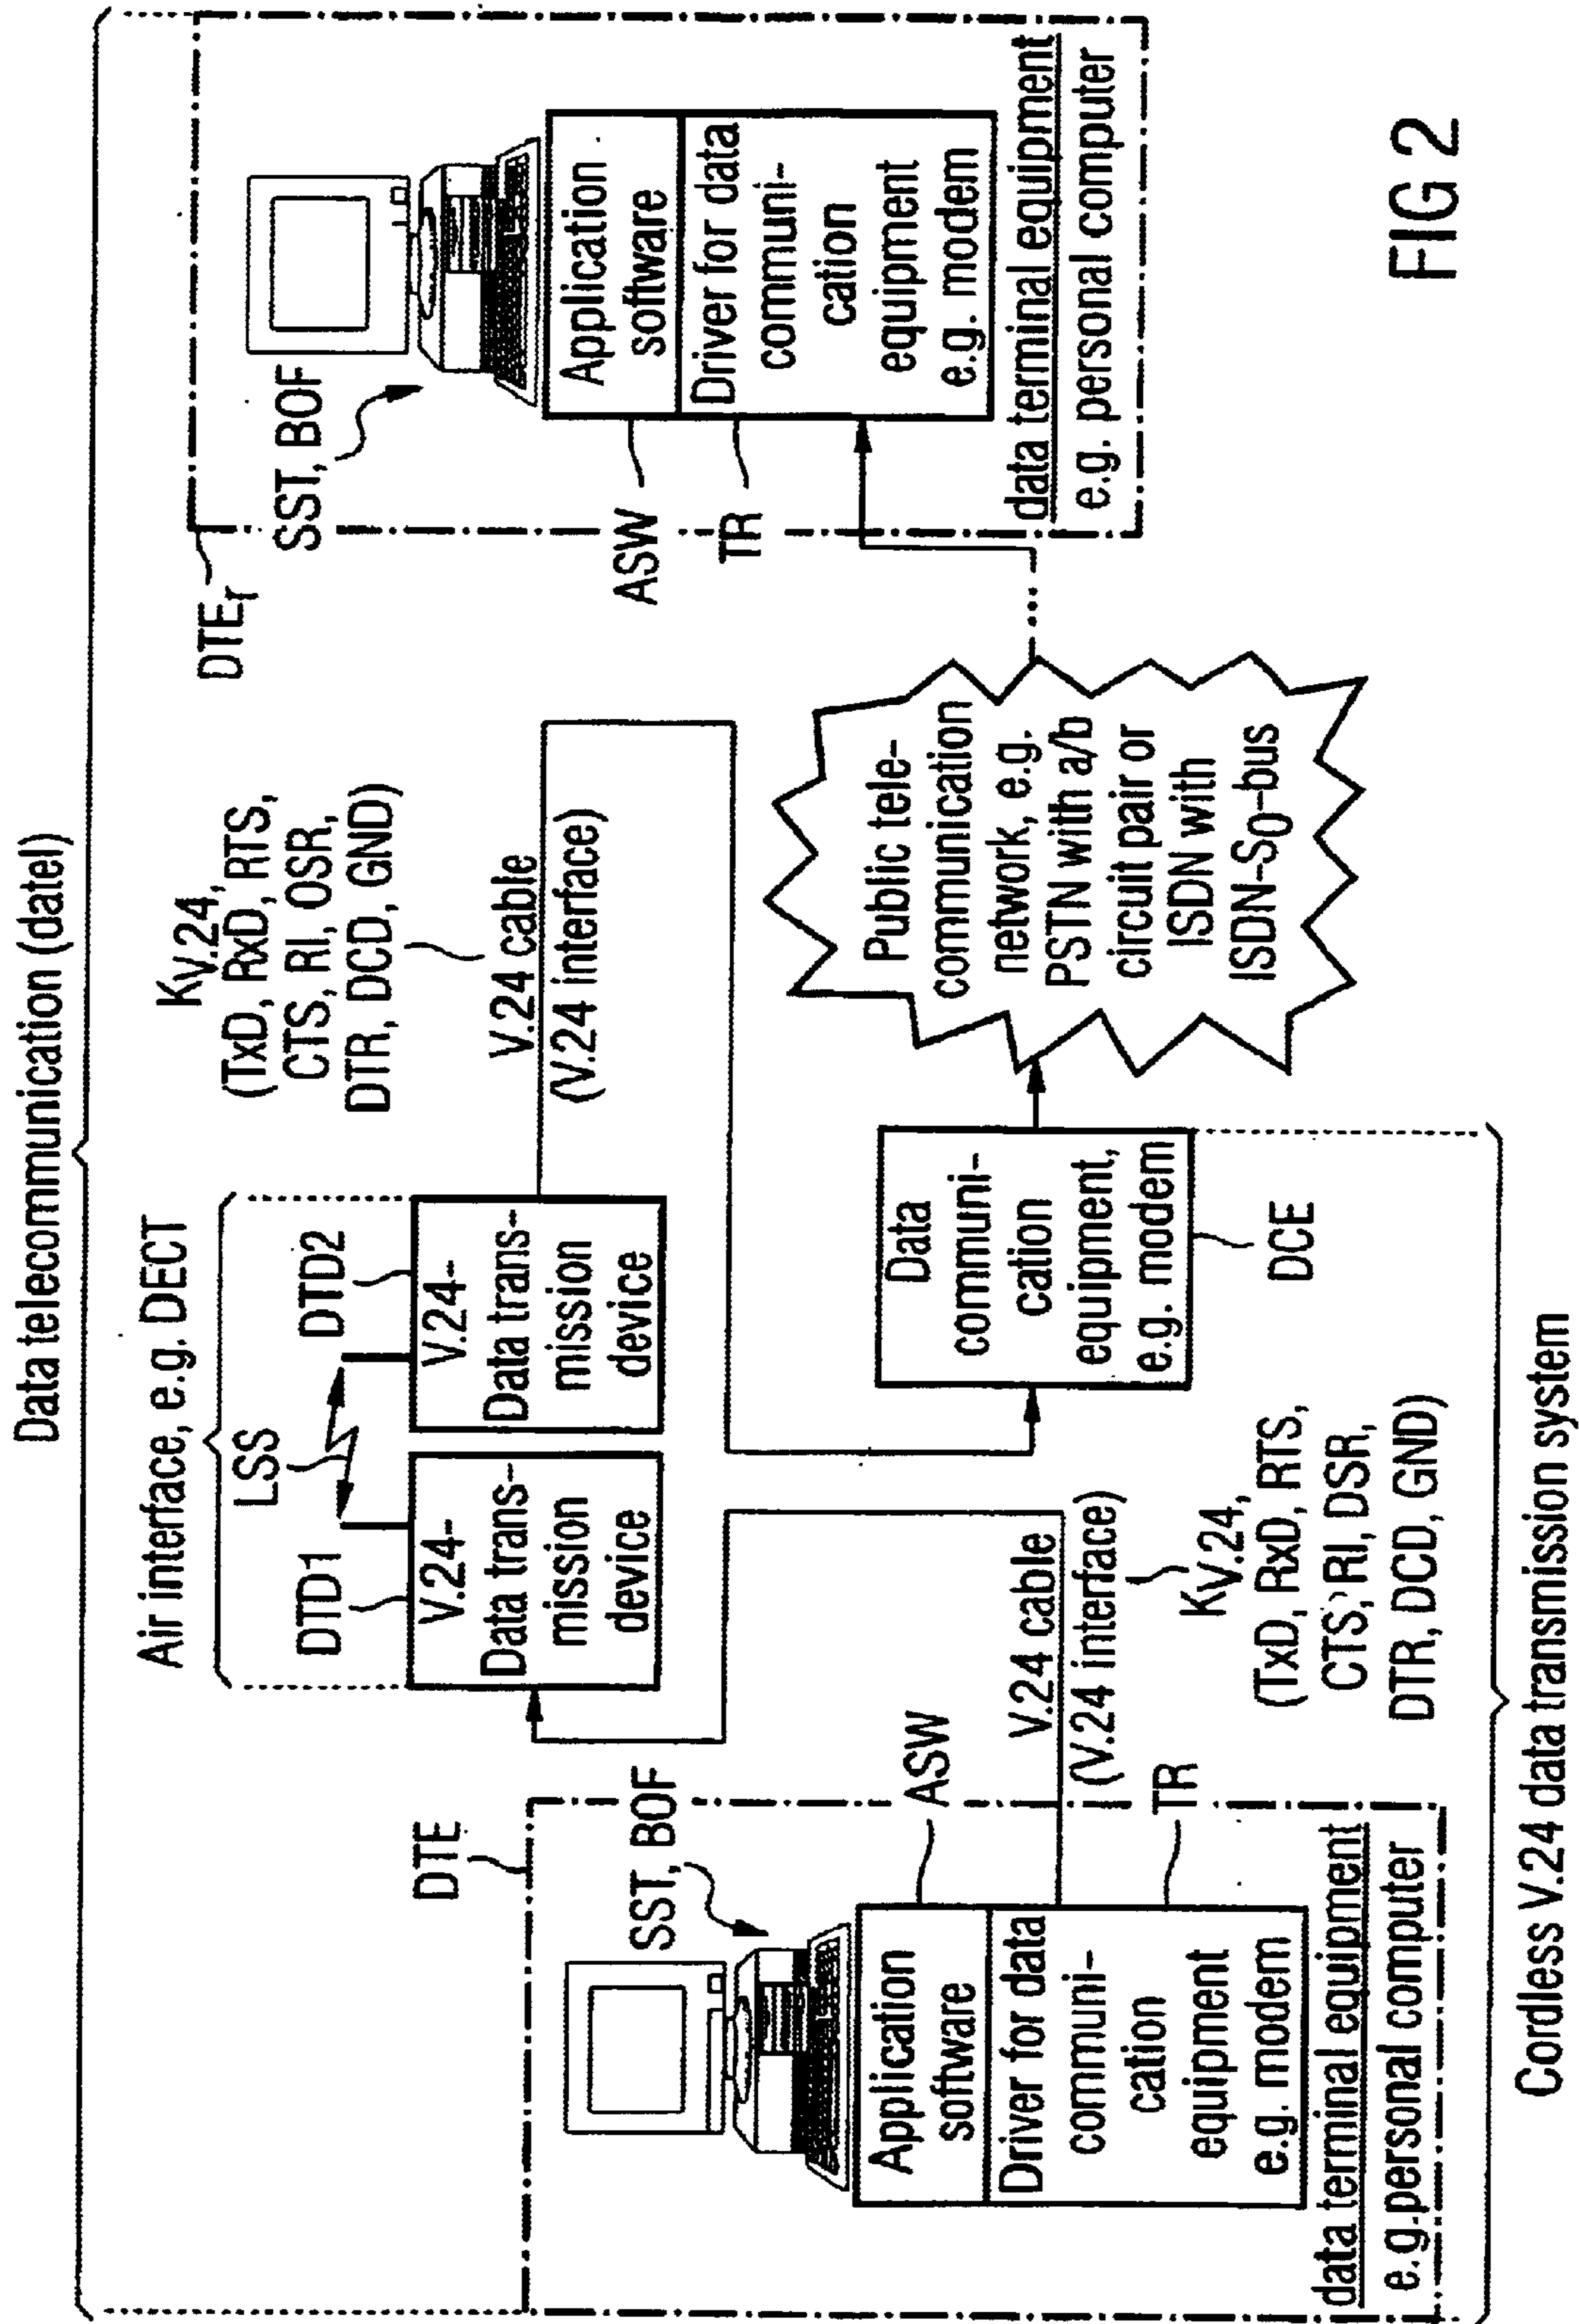 Data telecommunication (datel)
Air interface, e.g. DECT
LSS
DTD1
DTD2
V.24-
Data trans-
mission
device
V.24-
Data trans-
mission
device
KV.24,
(TxD, RxD, RTS,
CTS, RI, OSR,
DTR, DCD, GND)
V.24 cable
(V.24 interface)
DTEr
SST, BOF
ASW
TR
Application
software
Driver for data
communi-
cation
equipment
e.g. modem
data terminal equipment
e.g. personal computer
DTE
SST, BOF
ASW
TR
Application
software
Driver for data
communi-
cation
equipment
e.g. modem
data terminal equipment
e.g.personal computer
V.24 cable
(V.24 interface)
KV.24,
(TxD, RxD, RTS,
CTS, RI, DSR,
DTR, DCD, GND)
Data
communi-
cation
equipment,
e.g. modem
DCE
Public tele-
communication
network, e.g.
PSTN with a/b
circuit pair or
ISDN with
ISDN-S0-bus
Cordless V.24 data transmission system
FIG 2